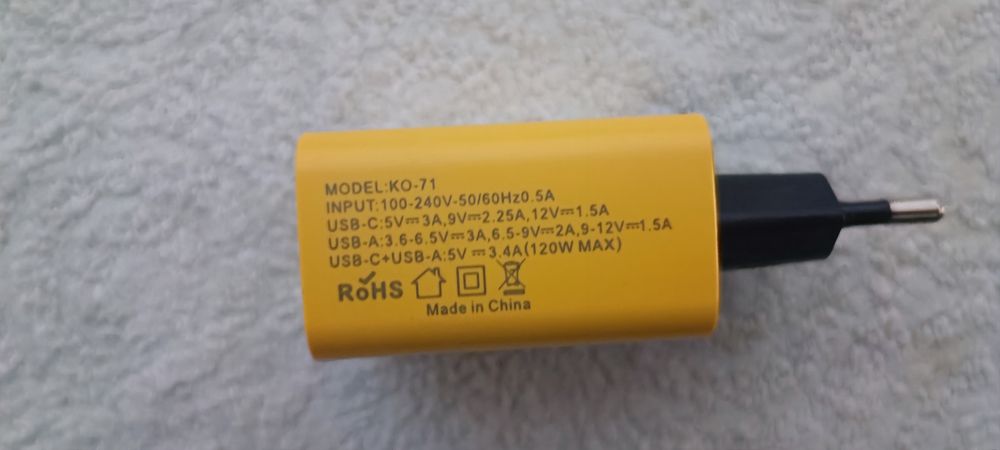 MODEL:KO-71
INPUT:100-240V-50/60Hz0.5A
USB-C:5V⎓3A,9V⎓2.25A,12V⎓1.5A
USB-A:3.6-6.5V⎓3A,6.5-9V⎓2A,9-12V⎓1.5A
USB-C+USB-A:5V ⎓ 3.4A(120W MAX)
RoHS
Made in China